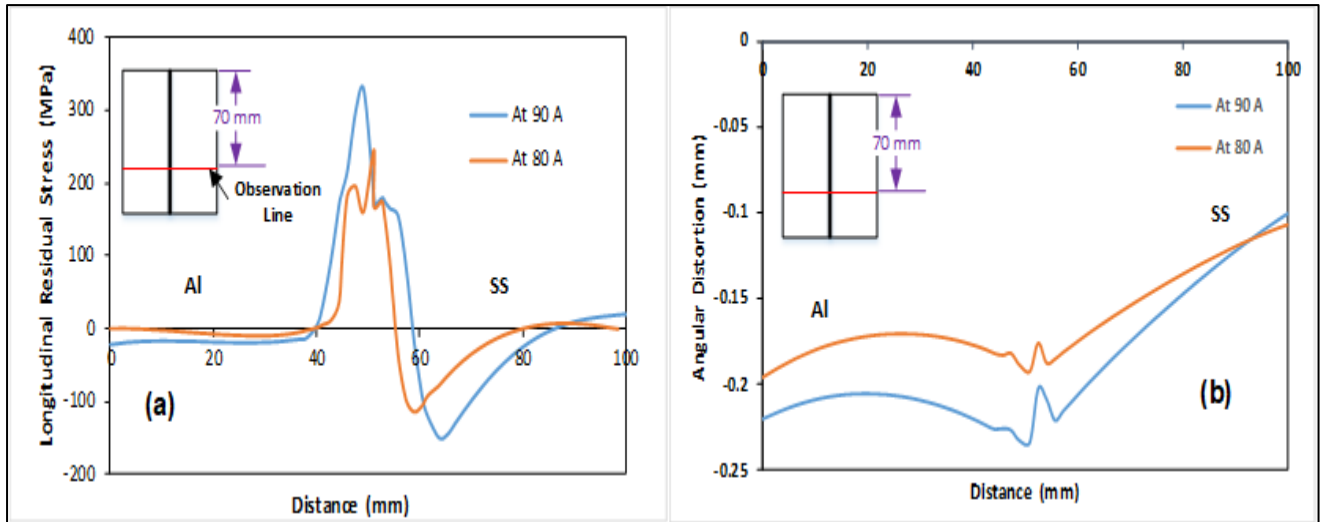 Longitudinal Residual Stress (MPa)
400
300
200
100
0
-100
-200
0
20
40
60
80
100
Distance (mm)
70 mm
Observation
Line
At 90 A
At 80 A
Al
SS
(a)
Angular Distortion (mm)
0
-0.05
-0.1
-0.15
-0.2
-0.25
0
20
40
60
80
100
Distance (mm)
70 mm
At 90 A
At 80 A
SS
Al
(b)